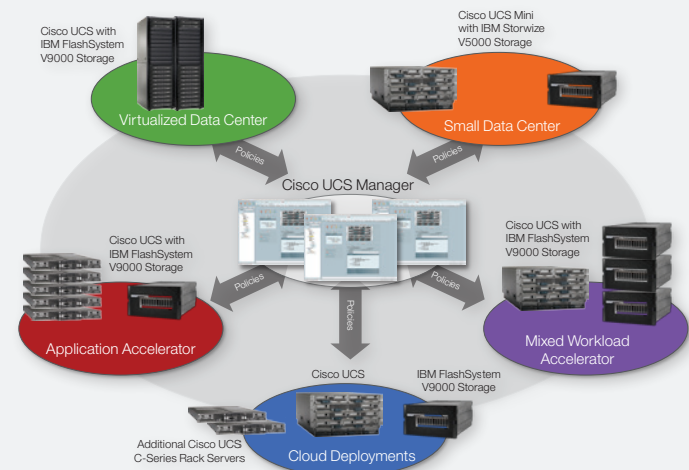 Cisco UCS with
IBM FlashSystem
V9000 Storage
Virtualized Data Center
Cisco UCS Mini
with IBM Storwize
V5000 Storage
Small Data Center
Policies
Policies
Cisco UCS Manager
Cisco UCS with
IBM FlashSystem
V9000 Storage
Application Accelerator
Policies
Policies
Policies
Cisco UCS with
IBM FlashSystem
V9000 Storage
Mixed Workload
Accelerator
Cisco UCS
IBM FlashSystem
V9000 Storage
Additional Cisco UCS
C-Series Rack Servers
Cloud Deployments